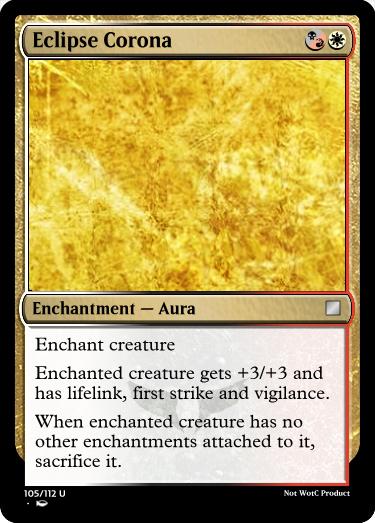 Eclipse Corona
Enchantment — Aura
Enchant creature
Enchanted creature gets +3/+3 and
has lifelink, first strike and vigilance.
When enchanted creature has no
other enchantments attached to it,
sacrifice it.
105/112 U
Not WotC Product